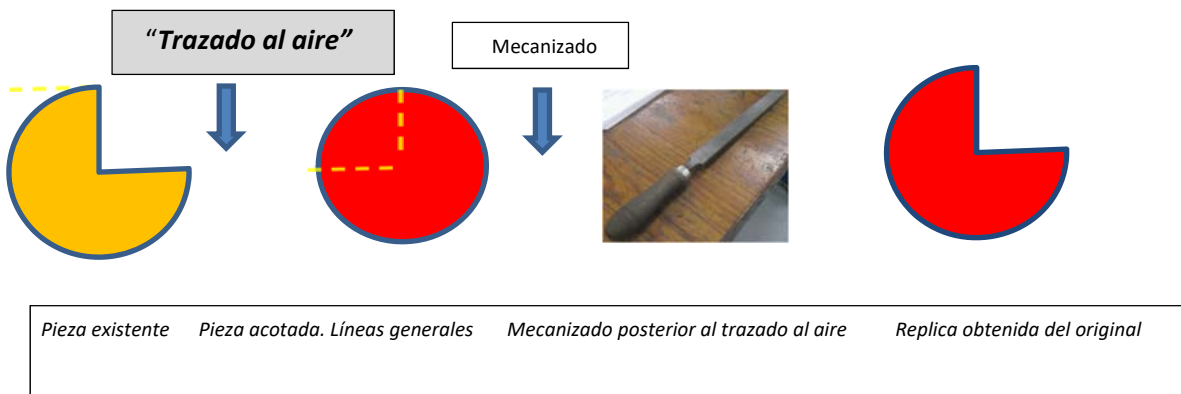 “Trazado al aire”
Mecanizado
Pieza existente Pieza acotada. Líneas generales Mecanizado posterior al trazado al aire Replica obtenida del original